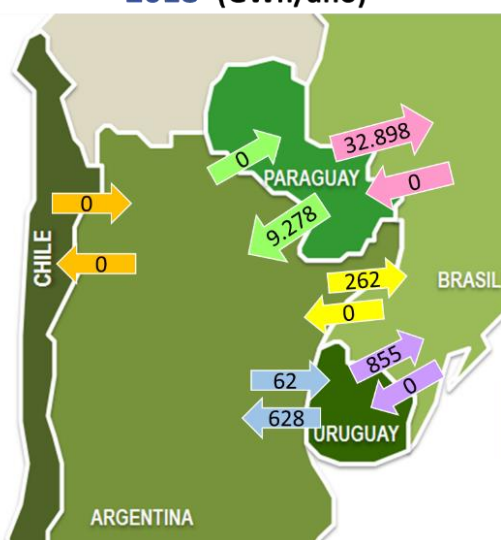 (GWh/año)
32.898
0
PARAGUAY
0
0
9.278
0
CHILE
262
BRASIL
0
855
62
0
628
URUGUAY
ARGENTINA